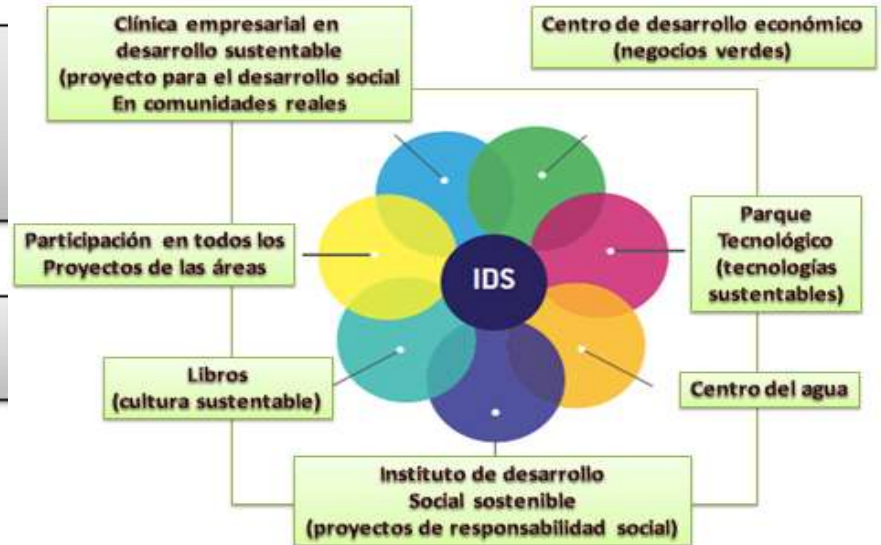 Clínica empresarial en
desarrollo sustentable
(proyecto para el desarrollo social
En comunidades reales
Centro de desarrollo económico
(negocios verdes)
Participación en todos los
Proyectos de las áreas
IDS
Parque
Tecnológico
(tecnologías
sustentables)
Libros
(cultura sustentable)
Centro del agua
Instituto de desarrollo
Social sostenible
(proyectos de responsabilidad social)